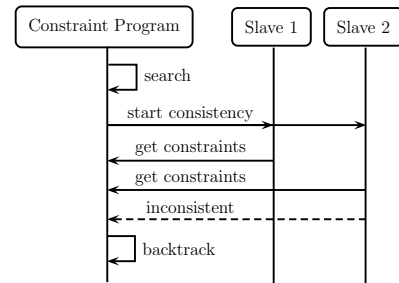 Constraint Program
Slave 1
Slave 2
search
start consistency
get constraints
get constraints
inconsistent
backtrack